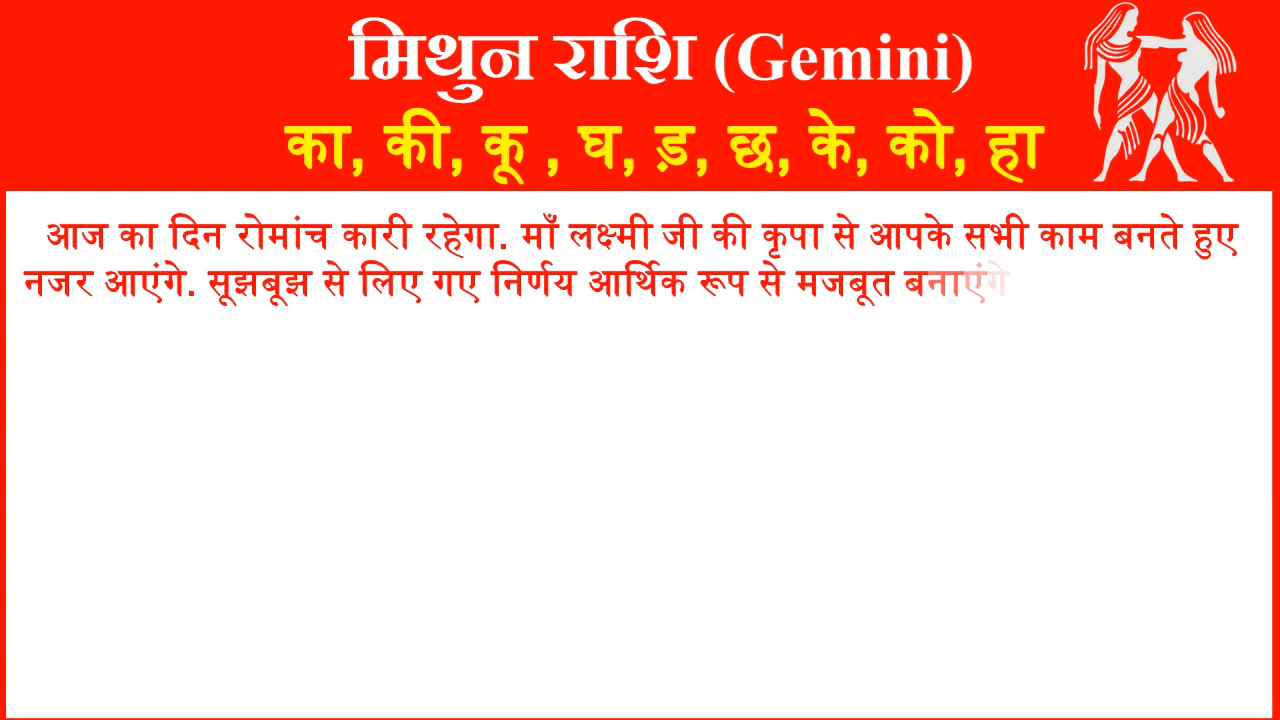 मिथुन राशि (Gemini)
का, की, कू , घ, ड़, छ, के, को, हा
आज का दिन रोमांच कारी रहेगा. माँ लक्ष्मी जी की कृपा से आपके सभी काम बनते हुए
नजर आएंगे. सूझबूझ से लिए गए निर्णय आर्थिक रूप से मजबूत बनाएंगे